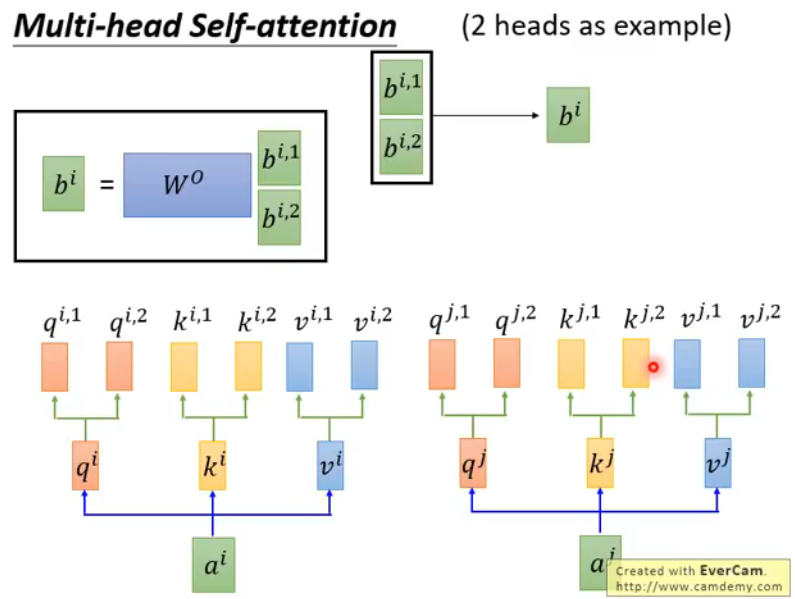 Multi-head Self-attention (2 heads as example)
b^{i,1}
b^{i,2}
b^i
b^i = W^O b^{i,1}
b^{i,2}
q^{i,1} q^{i,2} k^{i,1} k^{i,2} v^{i,1} v^{i,2} q^{j,1} q^{j,2} k^{j,1} k^{j,2} v^{j,1} v^{j,2}
q^i k^i v^i q^j k^j v^j
a^i a^j
Created with EverCam.
http://www.camdemy.com